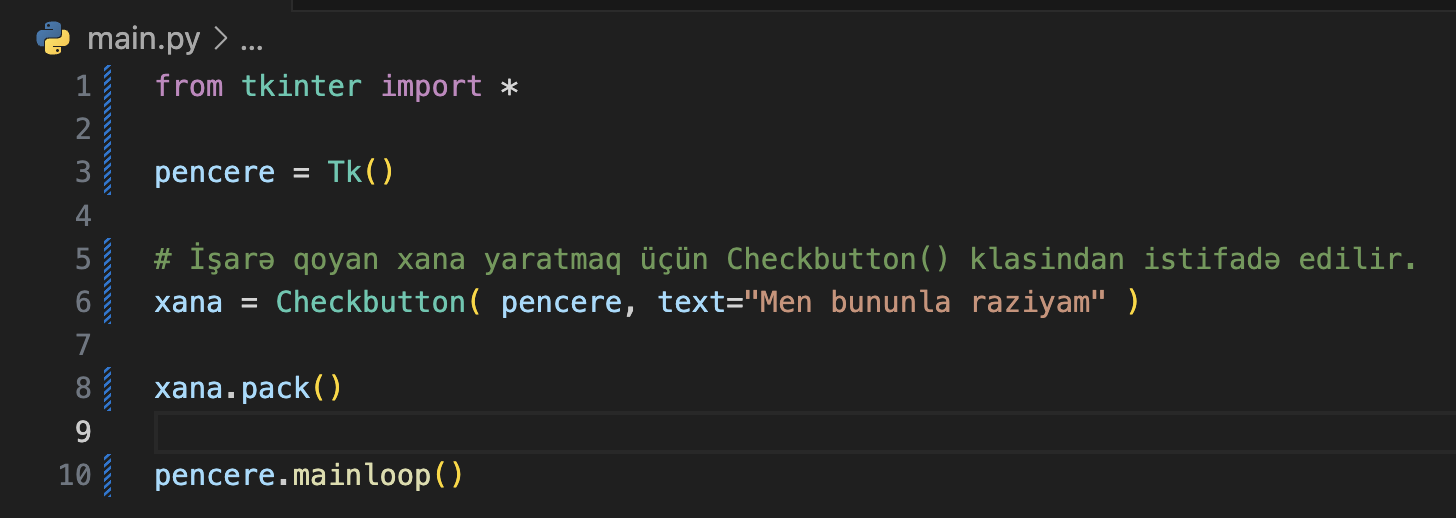 main.py > ...
1 from tkinter import *
2
3 pencere = Tk()
4
5 # İşarə qoyan xana yaratmaq üçün Checkbutton() klasindan istifadə edilir.
6 xana = Checkbutton( pencere, text="Men bununla raziyam" )
7
8 xana.pack()
9
10 pencere.mainloop()